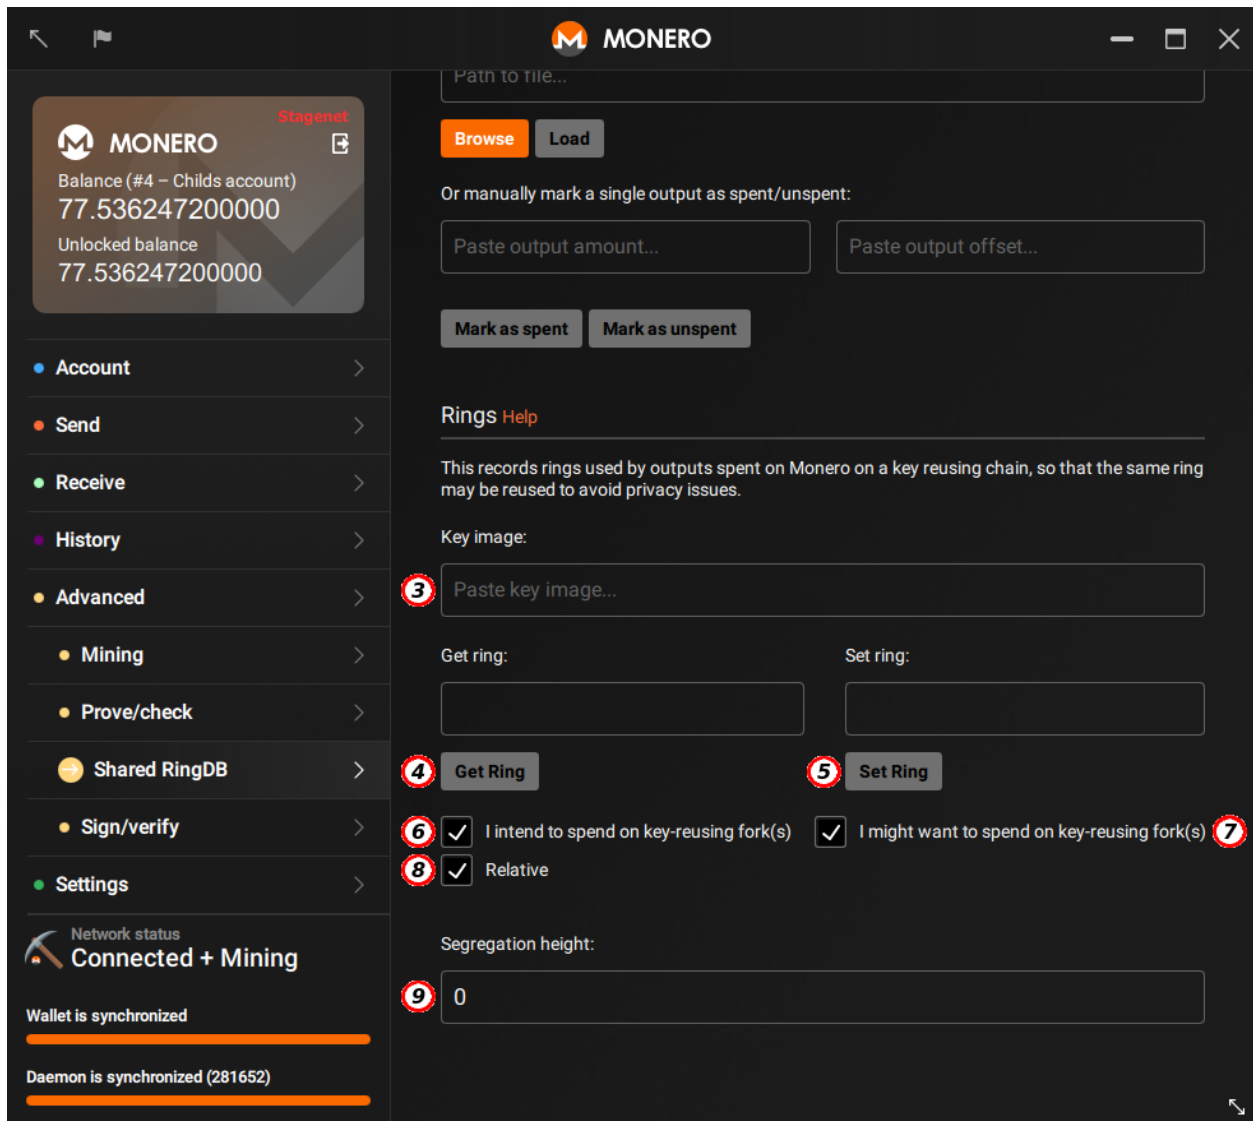 MONERO
Stagenet
MONERO
Balance (#4 – Childs account)
77.536247200000
Unlocked balance
77.536247200000
Account
Send
Receive
History
Advanced
Mining
Prove/check
Shared RingDB
Sign/verify
Settings
Network status
Connected + Mining
Wallet is synchronized
Daemon is synchronized (281652)
Path to file...
Browse Load
Or manually mark a single output as spent/unspent:
Paste output amount... Paste output offset...
Mark as spent Mark as unspent
Rings Help
This records rings used by outputs spent on Monero on a key reusing chain, so that the same ring
may be reused to avoid privacy issues.
Key image:
3 Paste key image...
Get ring: Set ring:
4 Get Ring 5 Set Ring
6 I intend to spend on key-reusing fork(s) I might want to spend on key-reusing fork(s) 7
8 Relative
Segregation height:
9 0